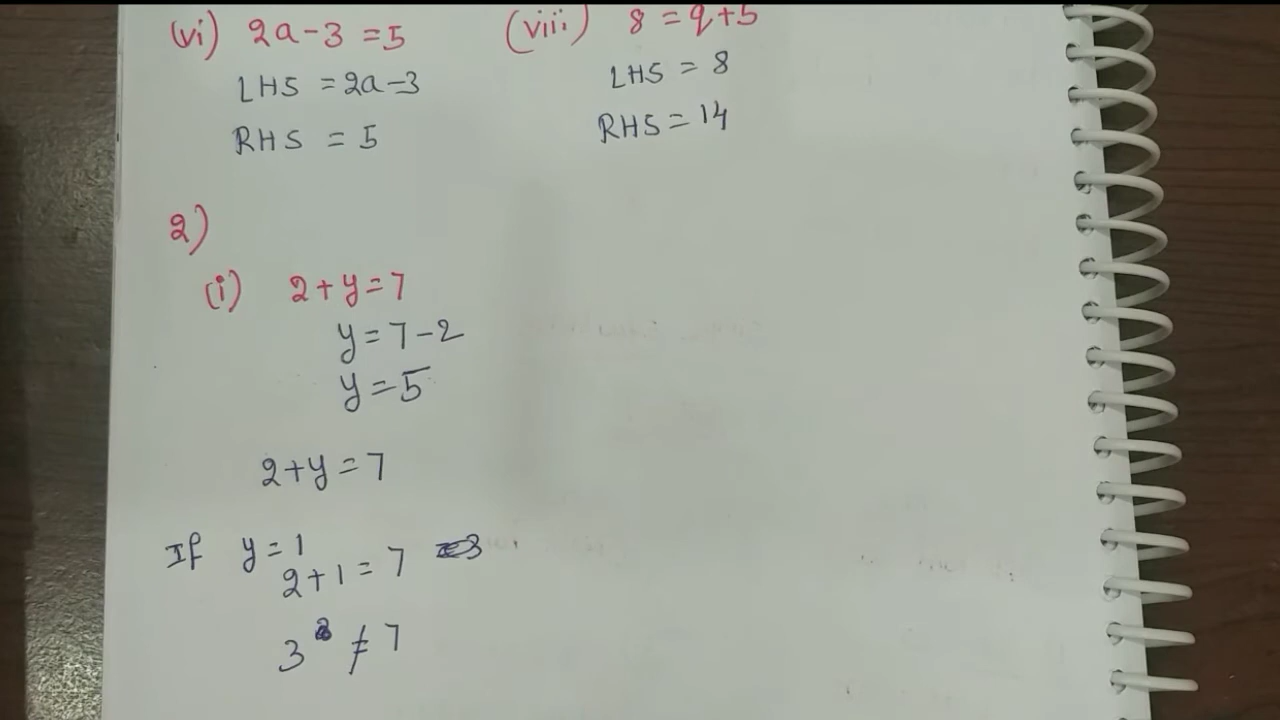 (vi) 2a-3 = 5
LHS = 2a-3
RHS = 5
(viii) 8 = q+5
LHS = 8
RHS = 14
2)
(i) 2+y=7
y=7-2
y=5
2+y=7
If y=1
2+1=7
3 ≠ 7